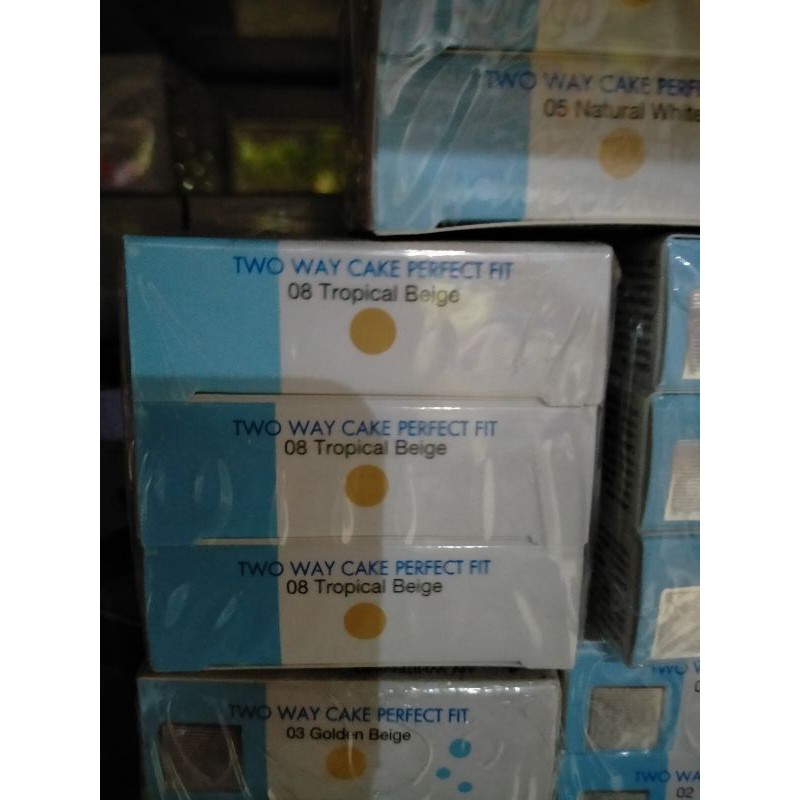 TWO WAY CAKE
05 Natural White
TWO WAY CAKE PERFECT FIT
08 Tropical Beige
TWO WAY CAKE PERFECT FIT
08 Tropical Beige
TWO WAY CAKE PERFECT FIT
08 Tropical Beige
TWO WAY CAKE PERFECT FIT
03 Golden Beige
TWO
02